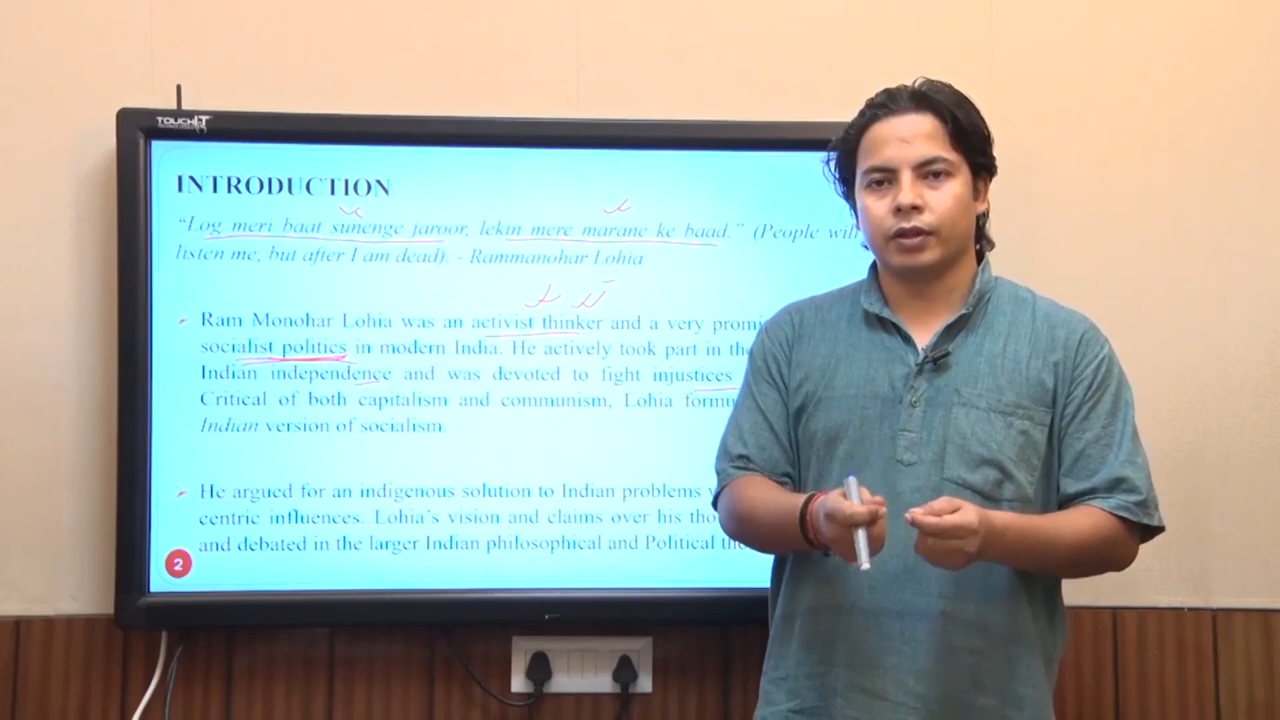 TOUCHIT
INTRODUCTION
“Log meri baat sunenge jaroor, lekin mere marane ke baad.” (People will
listen me, but after I am dead). - Rammanohar Lohia
Ram Monohar Lohia was an activist thinker and a very promi
socialist politics in modern India. He actively took part in the
Indian independence and was devoted to fight injustices
Critical of both capitalism and communism, Lohia formu
Indian version of socialism.
He argued for an indigenous solution to Indian problems
centric influences. Lohia’s vision and claims over his tho
and debated in the larger Indian philosophical and Political tho
2